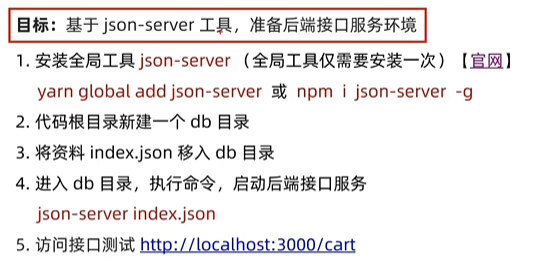 目标：基于 json-server 工具，准备后端接口服务环境
1. 安装全局工具 json-server （全局工具仅需要安装一次）【官网】
yarn global add json-server 或 npm i json-server -g
2. 代码根目录新建一个 db 目录
3. 将资料 index.json 移入 db 目录
4. 进入 db 目录，执行命令，启动后端接口服务
json-server index.json
5. 访问接口测试 http://localhost:3000/cart